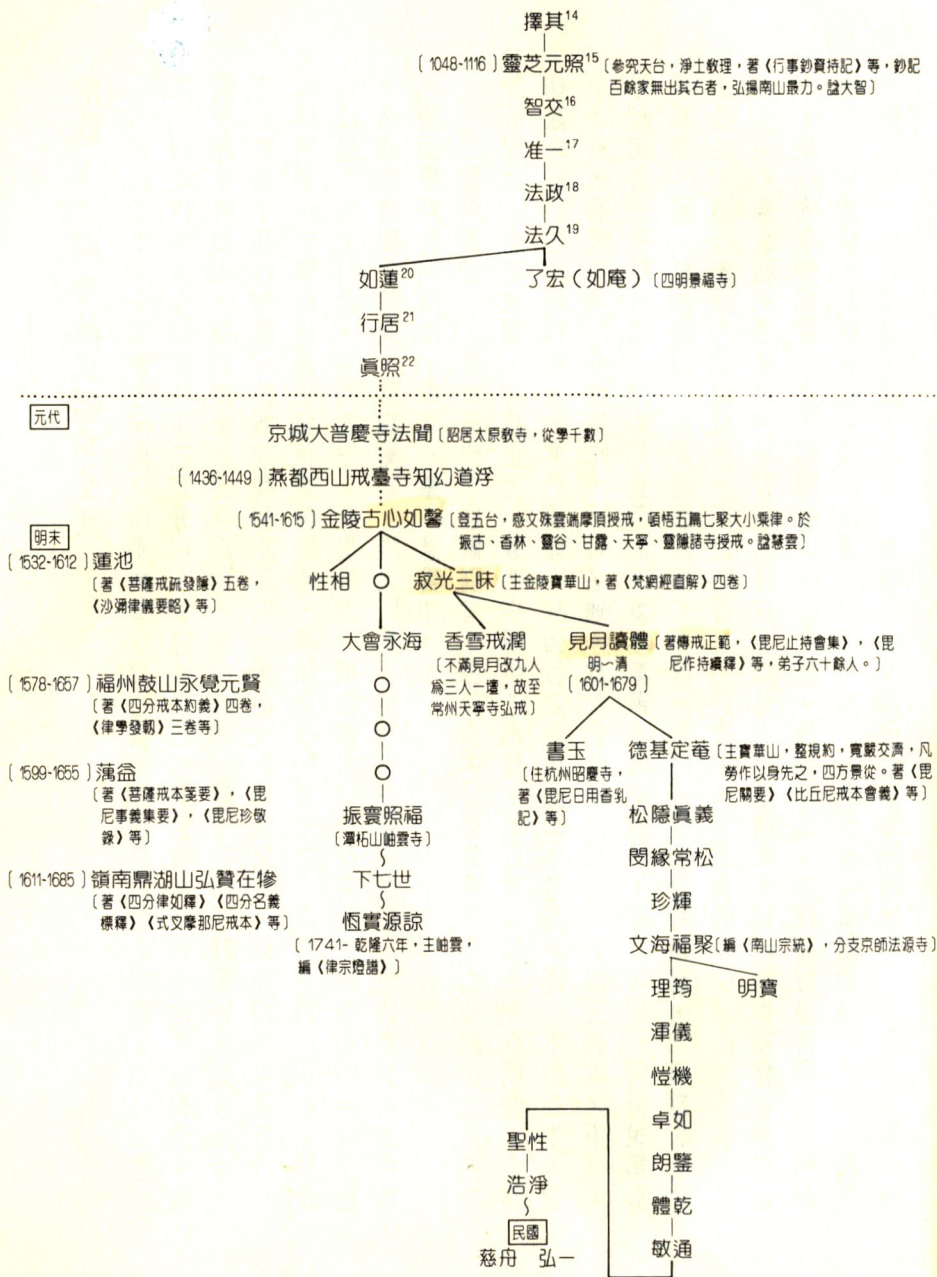 擇其14
〔1048-1116〕靈芝元照15〔參究天台，淨土敎理，著《行事鈔資持記》等，鈔記
百餘家無出其右者，弘揚南山最力。諡大智〕
智交16
准一17
法政18
法久19
如蓮20 了宏（如庵）〔四明景福寺〕
行居21
眞照22
元代
京城大普慶寺法聞〔詔居太原敎寺，從學千數〕
〔1436-1449〕燕都西山戒臺寺知幻道浮
〔1541-1615〕金陵古心如馨〔登五台，感文殊雲端摩頂授戒，頓悟五篇七聚大小乘律。於
振古、香林、靈谷、甘露、天寧、靈隱諸寺授戒。諡慧雲〕
明末
〔1532-1612〕蓮池
〔著《菩薩戒疏發隱》五卷，
《沙彌律儀要略》等〕
性相 ○ 寂光三昧〔主金陵寶華山，著《梵網經直解》四卷〕
大會永海 香雪戒潤 見月讀體〔著傳戒正範，《毘尼止持會集》，《毘
〔不滿見月改九人 明～清 尼作持續釋》等，弟子六十餘人。〕
爲三人一壇，故至 〔1601-1679〕
常州天寧寺弘戒〕
〔1578-1657〕福州鼓山永覺元賢 ○
〔著《四分戒本約義》四卷，
《律學發軔》三卷等〕
○
書玉 德基定菴〔主寶華山，整規約，寬嚴交濟，凡
〔住杭州昭慶寺， 勞作以身先之，四方景從。著《毘
著《毘尼日用香乳 尼關要》《比丘尼戒本會義》等〕
記》等〕
〔1599-1655〕蕅益 ○
〔著《菩薩戒本箋要》，《毘
尼事義集要》，《毘尼珍敬
錄》等〕
振寰照福 松隱眞義
〔潭柘山岫雲寺〕
閔緣常松
〔1611-1685〕嶺南鼎湖山弘贊在犙 下七世 珍輝
〔著《四分律如釋》《四分名義
標釋》《式叉摩那尼戒本》等〕
恆實源諒 文海福聚〔編《南山宗統》，分支京師法源寺〕
〔1741-乾隆六年，主岫雲，
編《律宗燈譜》〕
理筠 明寶
渾儀
愷機
卓如
朗鑒
體乾
敏通
聖性
浩淨
民國
慈舟 弘一